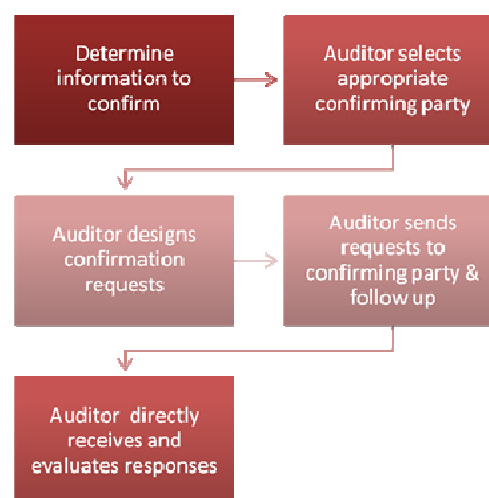 Determine
information to
confirm
Auditor selects
appropriate
confirming party
Auditor designs
confirmation
requests
Auditor sends
requests to
confirming party &
follow up
Auditor directly
receives and
evaluates responses